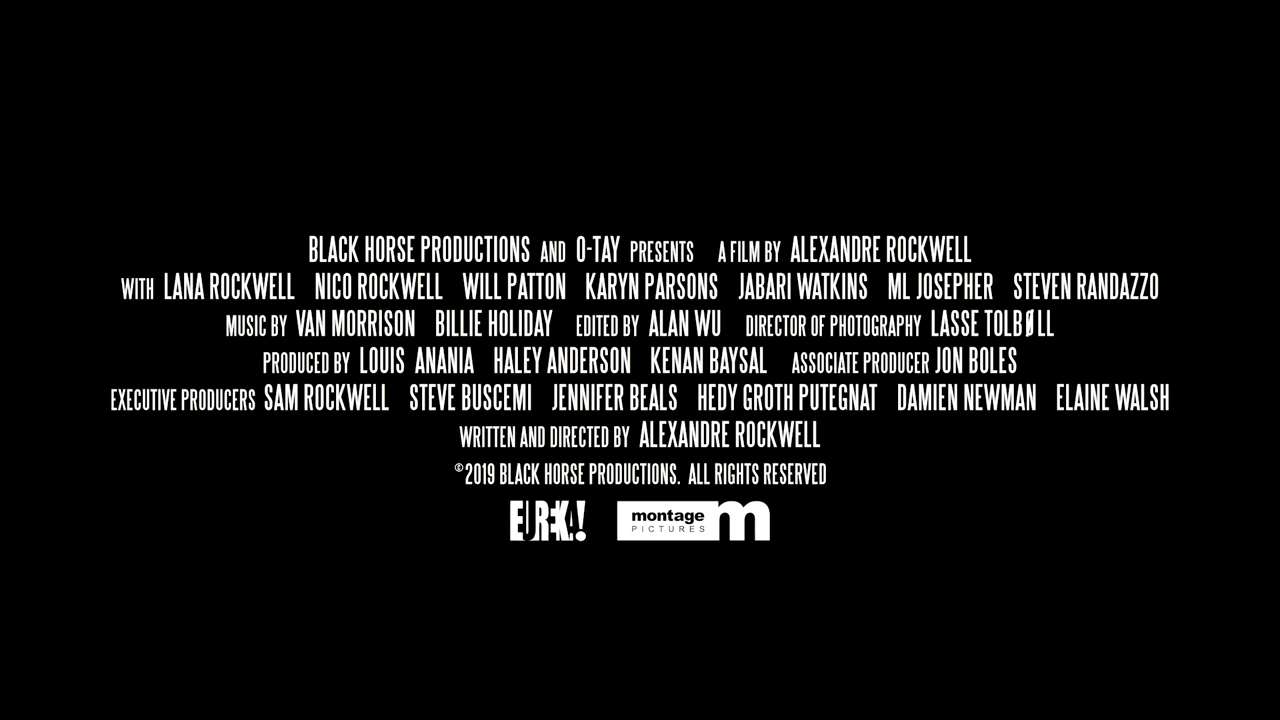 BLACK HORSE PRODUCTIONS AND O-TAY PRESENTS A FILM BY ALEXANDRE ROCKWELL
WITH LANA ROCKWELL NICO ROCKWELL WILL PATTON KARYN PARSONS JABARI WATKINS ML JOSEPHER STEVEN RANDAZZO
MUSIC BY VAN MORRISON BILLIE HOLIDAY EDITED BY ALAN WU DIRECTOR OF PHOTOGRAPHY LASSE TOLBØLL
PRODUCED BY LOUIS ANANIA HALEY ANDERSON KENAN BAYSAL ASSOCIATE PRODUCER JON BOLES
EXECUTIVE PRODUCERS SAM ROCKWELL STEVE BUSCEMI JENNIFER BEALS HEDY GROTH PUTEGNAT DAMIEN NEWMAN ELAINE WALSH
WRITTEN AND DIRECTED BY ALEXANDRE ROCKWELL
©2019 BLACK HORSE PRODUCTIONS. ALL RIGHTS RESERVED
EUREKA! montage m
PICTURES